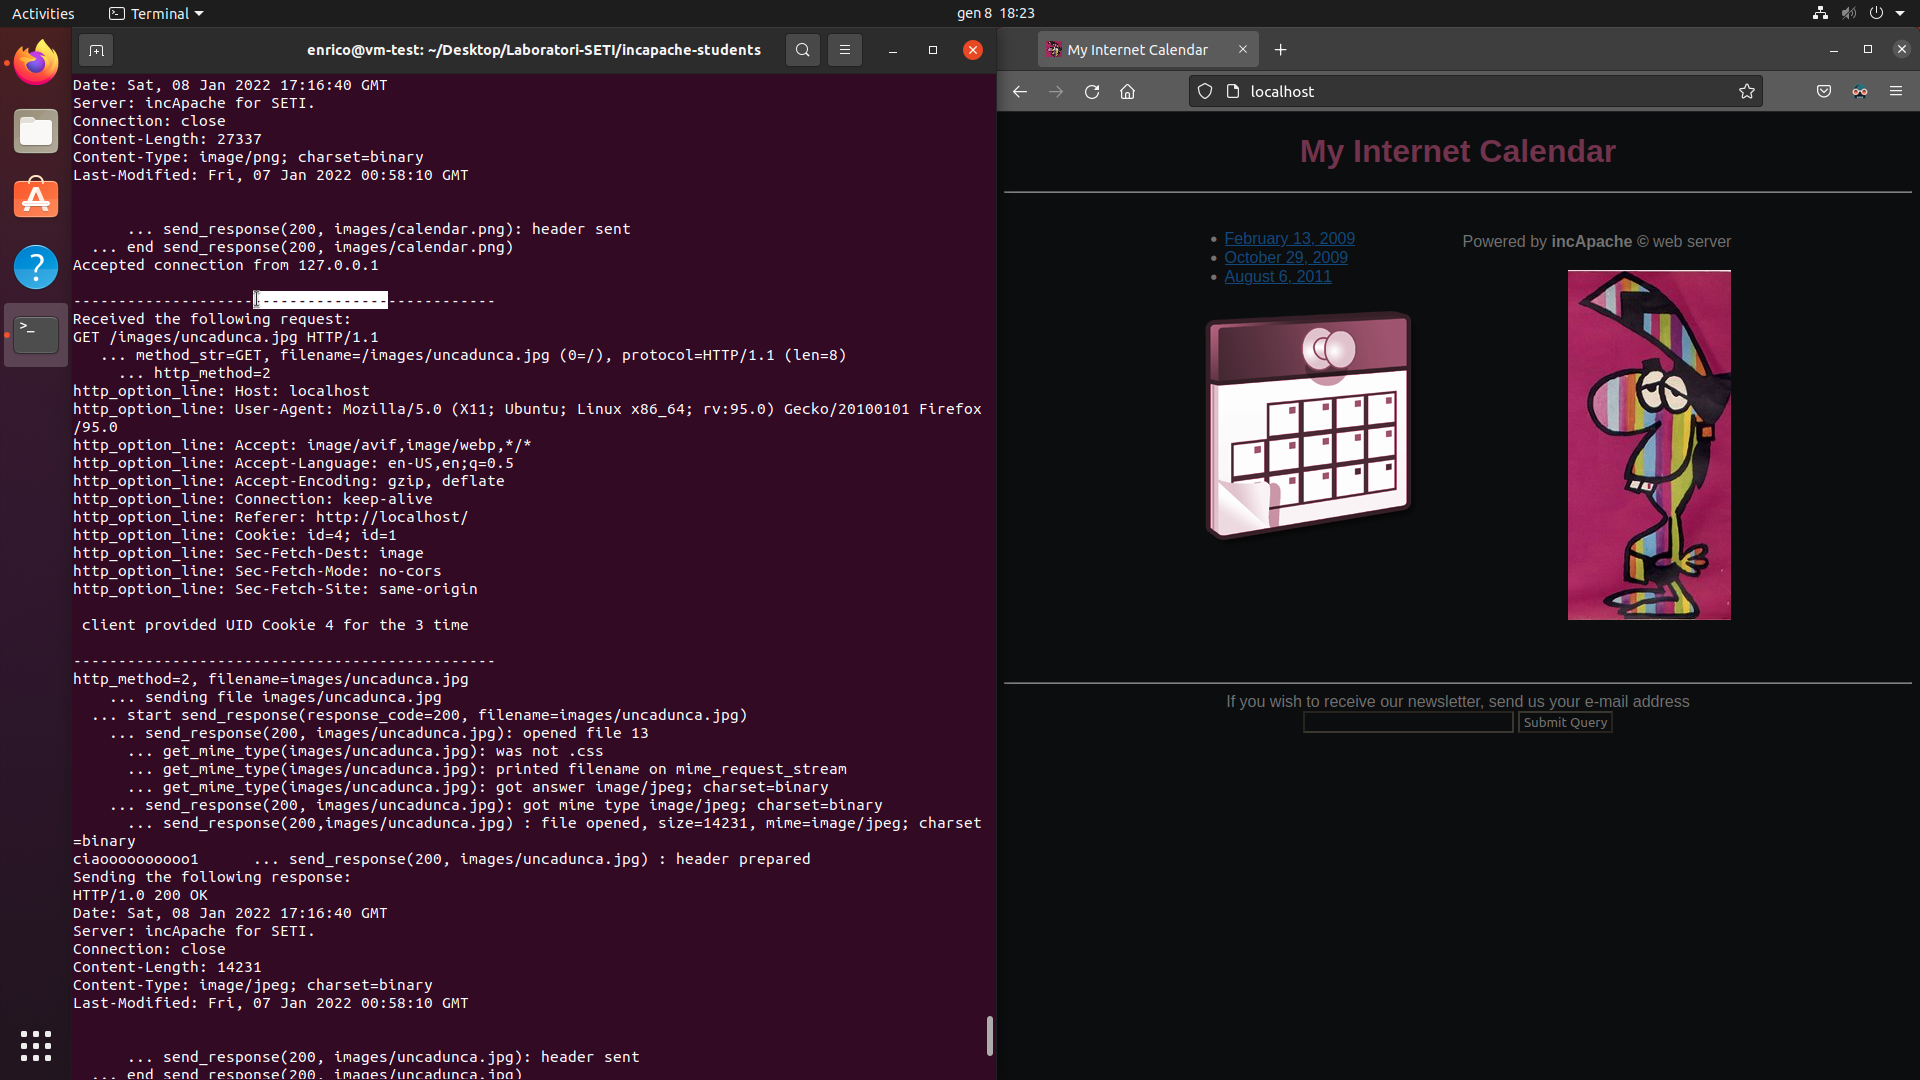 Activities
Terminal
gen 8 18:23
enrico@vm-test: ~/Desktop/Laboratori-SETI/incapache-students
Date: Sat, 08 Jan 2022 17:16:40 GMT
Server: incApache for SETI.
Connection: close
Content-Length: 27337
Content-Type: image/png; charset=binary
Last-Modified: Fri, 07 Jan 2022 00:58:10 GMT
... send_response(200, images/calendar.png): header sent
... end send_response(200, images/calendar.png)
Accepted connection from 127.0.0.1
-----------------------------------------------
Received the following request:
GET /images/uncadunca.jpg HTTP/1.1
... method_str=GET, filename=/images/uncadunca.jpg (0=/), protocol=HTTP/1.1 (len=8)
... http_method=2
http_option_line: Host: localhost
http_option_line: User-Agent: Mozilla/5.0 (X11; Ubuntu; Linux x86_64; rv:95.0) Gecko/20100101 Firefox
/95.0
http_option_line: Accept: image/avif,image/webp,*/*
http_option_line: Accept-Language: en-US,en;q=0.5
http_option_line: Accept-Encoding: gzip, deflate
http_option_line: Connection: keep-alive
http_option_line: Referer: http://localhost/
http_option_line: Cookie: id=4; id=1
http_option_line: Sec-Fetch-Dest: image
http_option_line: Sec-Fetch-Mode: no-cors
http_option_line: Sec-Fetch-Site: same-origin
client provided UID Cookie 4 for the 3 time
-----------------------------------------------
http_method=2, filename=images/uncadunca.jpg
... sending file images/uncadunca.jpg
... start send_response(response_code=200, filename=images/uncadunca.jpg)
... send_response(200, images/uncadunca.jpg): opened file 13
... get_mime_type(images/uncadunca.jpg): was not .css
... get_mime_type(images/uncadunca.jpg): printed filename on mime_request_stream
... get_mime_type(images/uncadunca.jpg): got answer image/jpeg; charset=binary
... send_response(200, images/uncadunca.jpg): got mime type image/jpeg; charset=binary
... send_response(200,images/uncadunca.jpg) : file opened, size=14231, mime=image/jpeg; charset
=binary
ciaoooooooooo1 ... send_response(200, images/uncadunca.jpg) : header prepared
Sending the following response:
HTTP/1.0 200 OK
Date: Sat, 08 Jan 2022 17:16:40 GMT
Server: incApache for SETI.
Connection: close
Content-Length: 14231
Content-Type: image/jpeg; charset=binary
Last-Modified: Fri, 07 Jan 2022 00:58:10 GMT
... send_response(200, images/uncadunca.jpg): header sent
... end send_response(200, images/uncadunca.jpg)
My Internet Calendar
localhost
My Internet Calendar
February 13, 2009
October 29, 2009
August 6, 2011
Powered by incApache © web server
If you wish to receive our newsletter, send us your e-mail address
Submit Query